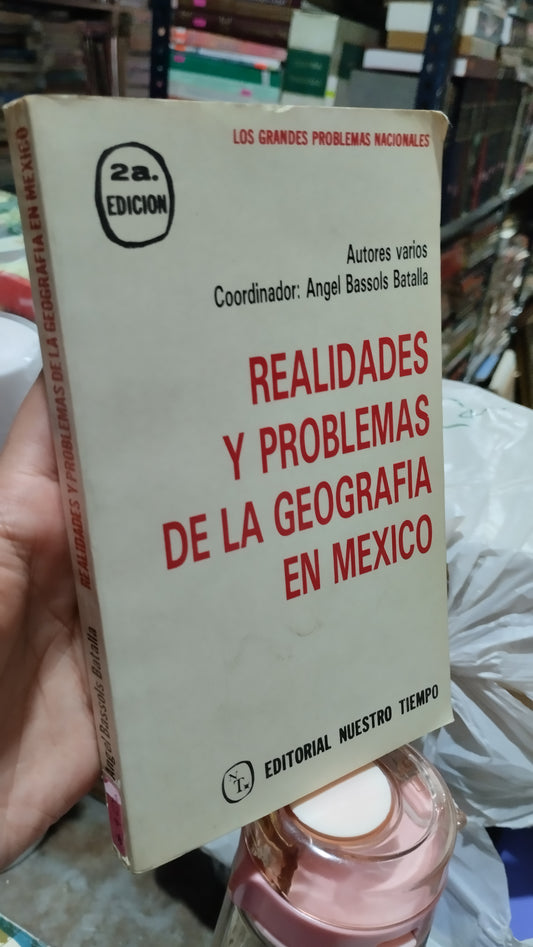 LOS GRANDES PROBLEMAS NACIONALES
2a.
EDICION
Autores varios
Coordinador: Angel Bassols Batalla
REALIDADES
Y PROBLEMAS
DE LA GEOGRAFIA
EN MEXICO
EDITORIAL NUESTRO TIEMPO
REALIDADES Y PROBLEMAS DE LA GEOGRAFIA EN MEXICO
Angel Bassols Batalla